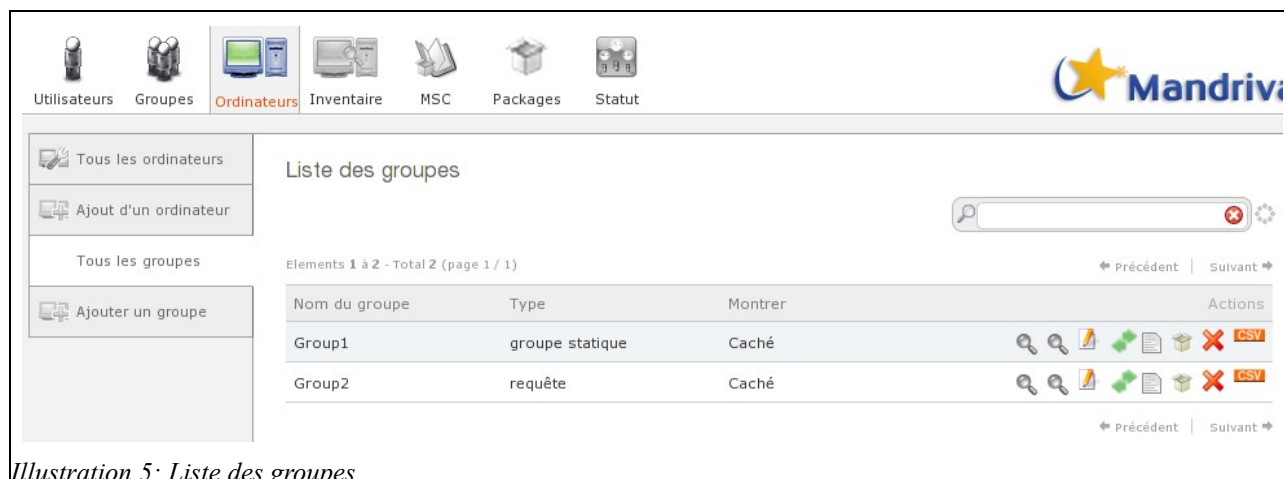 Utilisateurs Groupes Ordinateurs Inventaire MSC Packages Statut
Mandriva
Tous les ordinateurs
Ajout d'un ordinateur
Tous les groupes
Ajouter un groupe
Liste des groupes
Elements 1 à 2 - Total 2 (page 1 / 1) Précédent | Suivant
Nom du groupe Type Montrer Actions
Group1 groupe statique Caché CSV
Group2 requête Caché CSV
Précédent | Suivant
Illustration 5: Liste des groupes